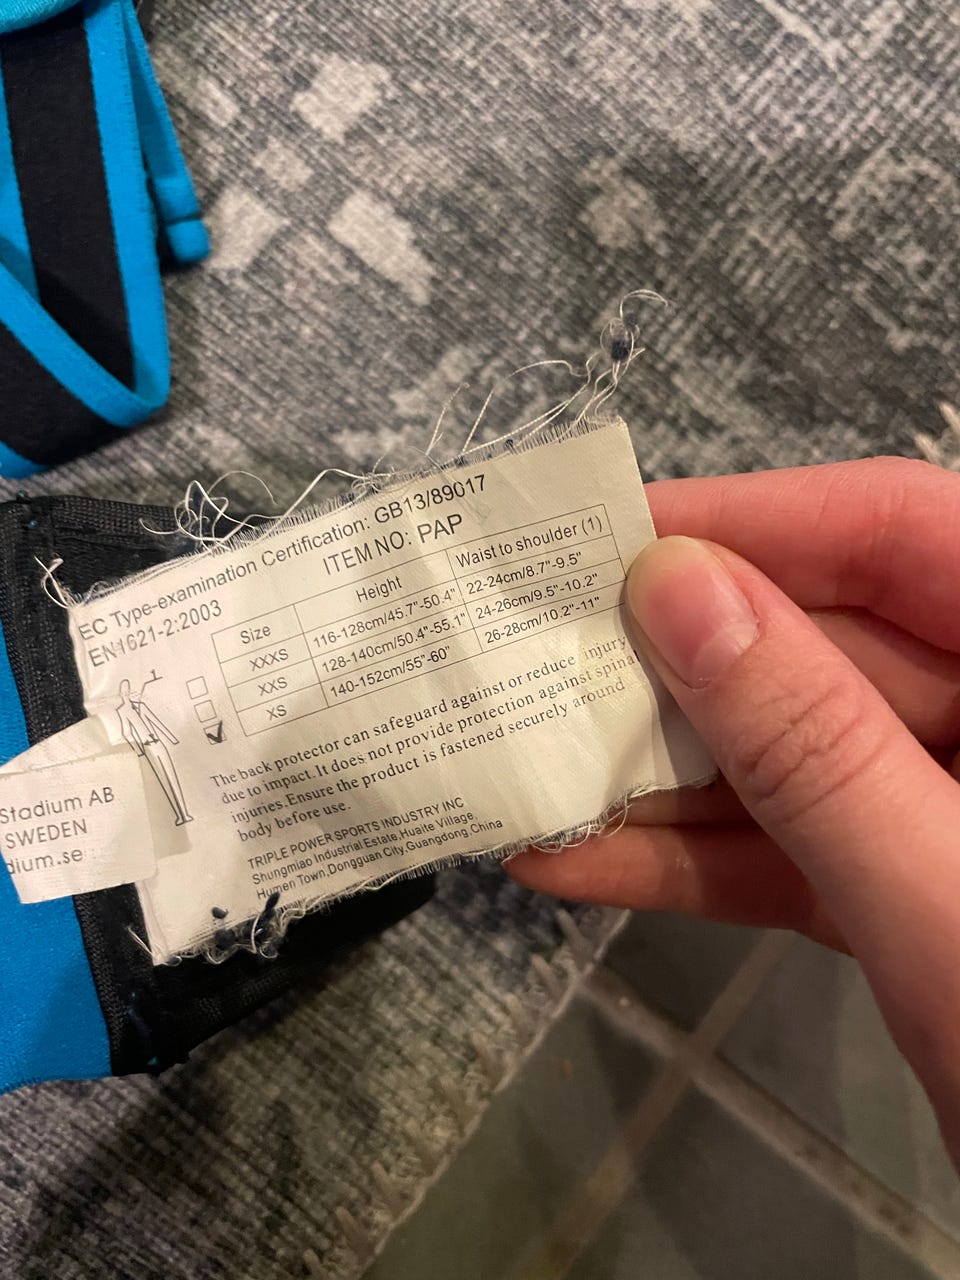 EC Type-examination Certification: GB13/89017
EN1621-2:2003
ITEM NO: PAP
Size Height Waist to shoulder (1)
XXXS 116-128cm/45.7"-50.4" 22-24cm/8.7"-9.5"
XXS 128-140cm/50.4"-55.1" 24-26cm/9.5"-10.2"
XS 140-152cm/55"-60" 26-28cm/10.2"-11"
1
The back protector can safeguard against or reduce injury
due to impact.It does not provide protection against spinal
injuries.Ensure the product is fastened securely around
body before use.
TRIPLE POWER SPORTS INDUSTRY INC
Shungmiao Industrial Estate,Huaite Village,
Humen Town,Dongguan City,Guangdong,China
Stadium AB
SWEDEN
dium.se